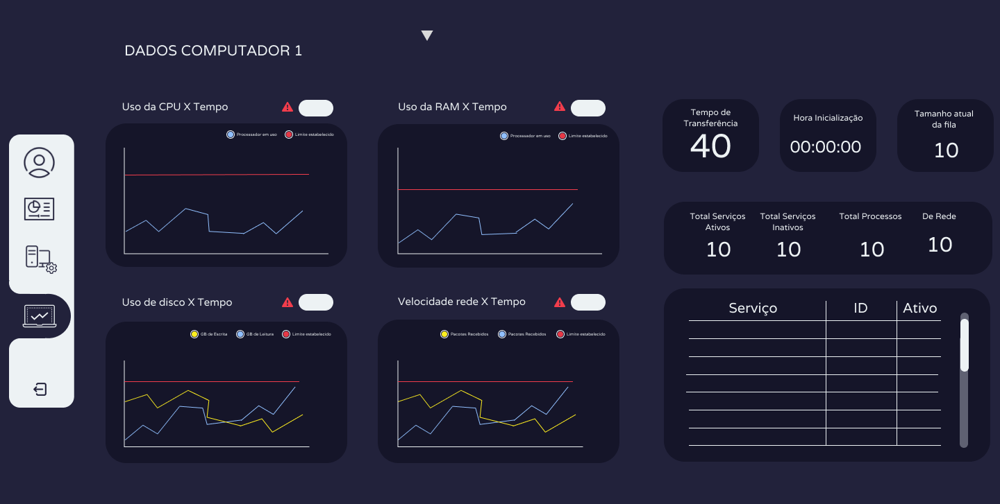 DADOS COMPUTADOR 1
Uso da CPU X Tempo
Processador em uso
Limite estabelecido
Uso da RAM X Tempo
Processador em uso
Limite estabelecido
Tempo de
Transferência
40
Hora Inicialização
00:00:00
Tamanho atual
da fila
10
Total Serviços
Ativos
10
Total Serviços
Inativos
10
Total Processos
10
De Rede
10
Uso de disco X Tempo
GB de Escrita
GB de Leitura
Limite estabelecido
Velocidade rede X Tempo
Pacotes Recebidos
Pacotes Recebidos
Limite estabelecido
Serviço
ID
Ativo